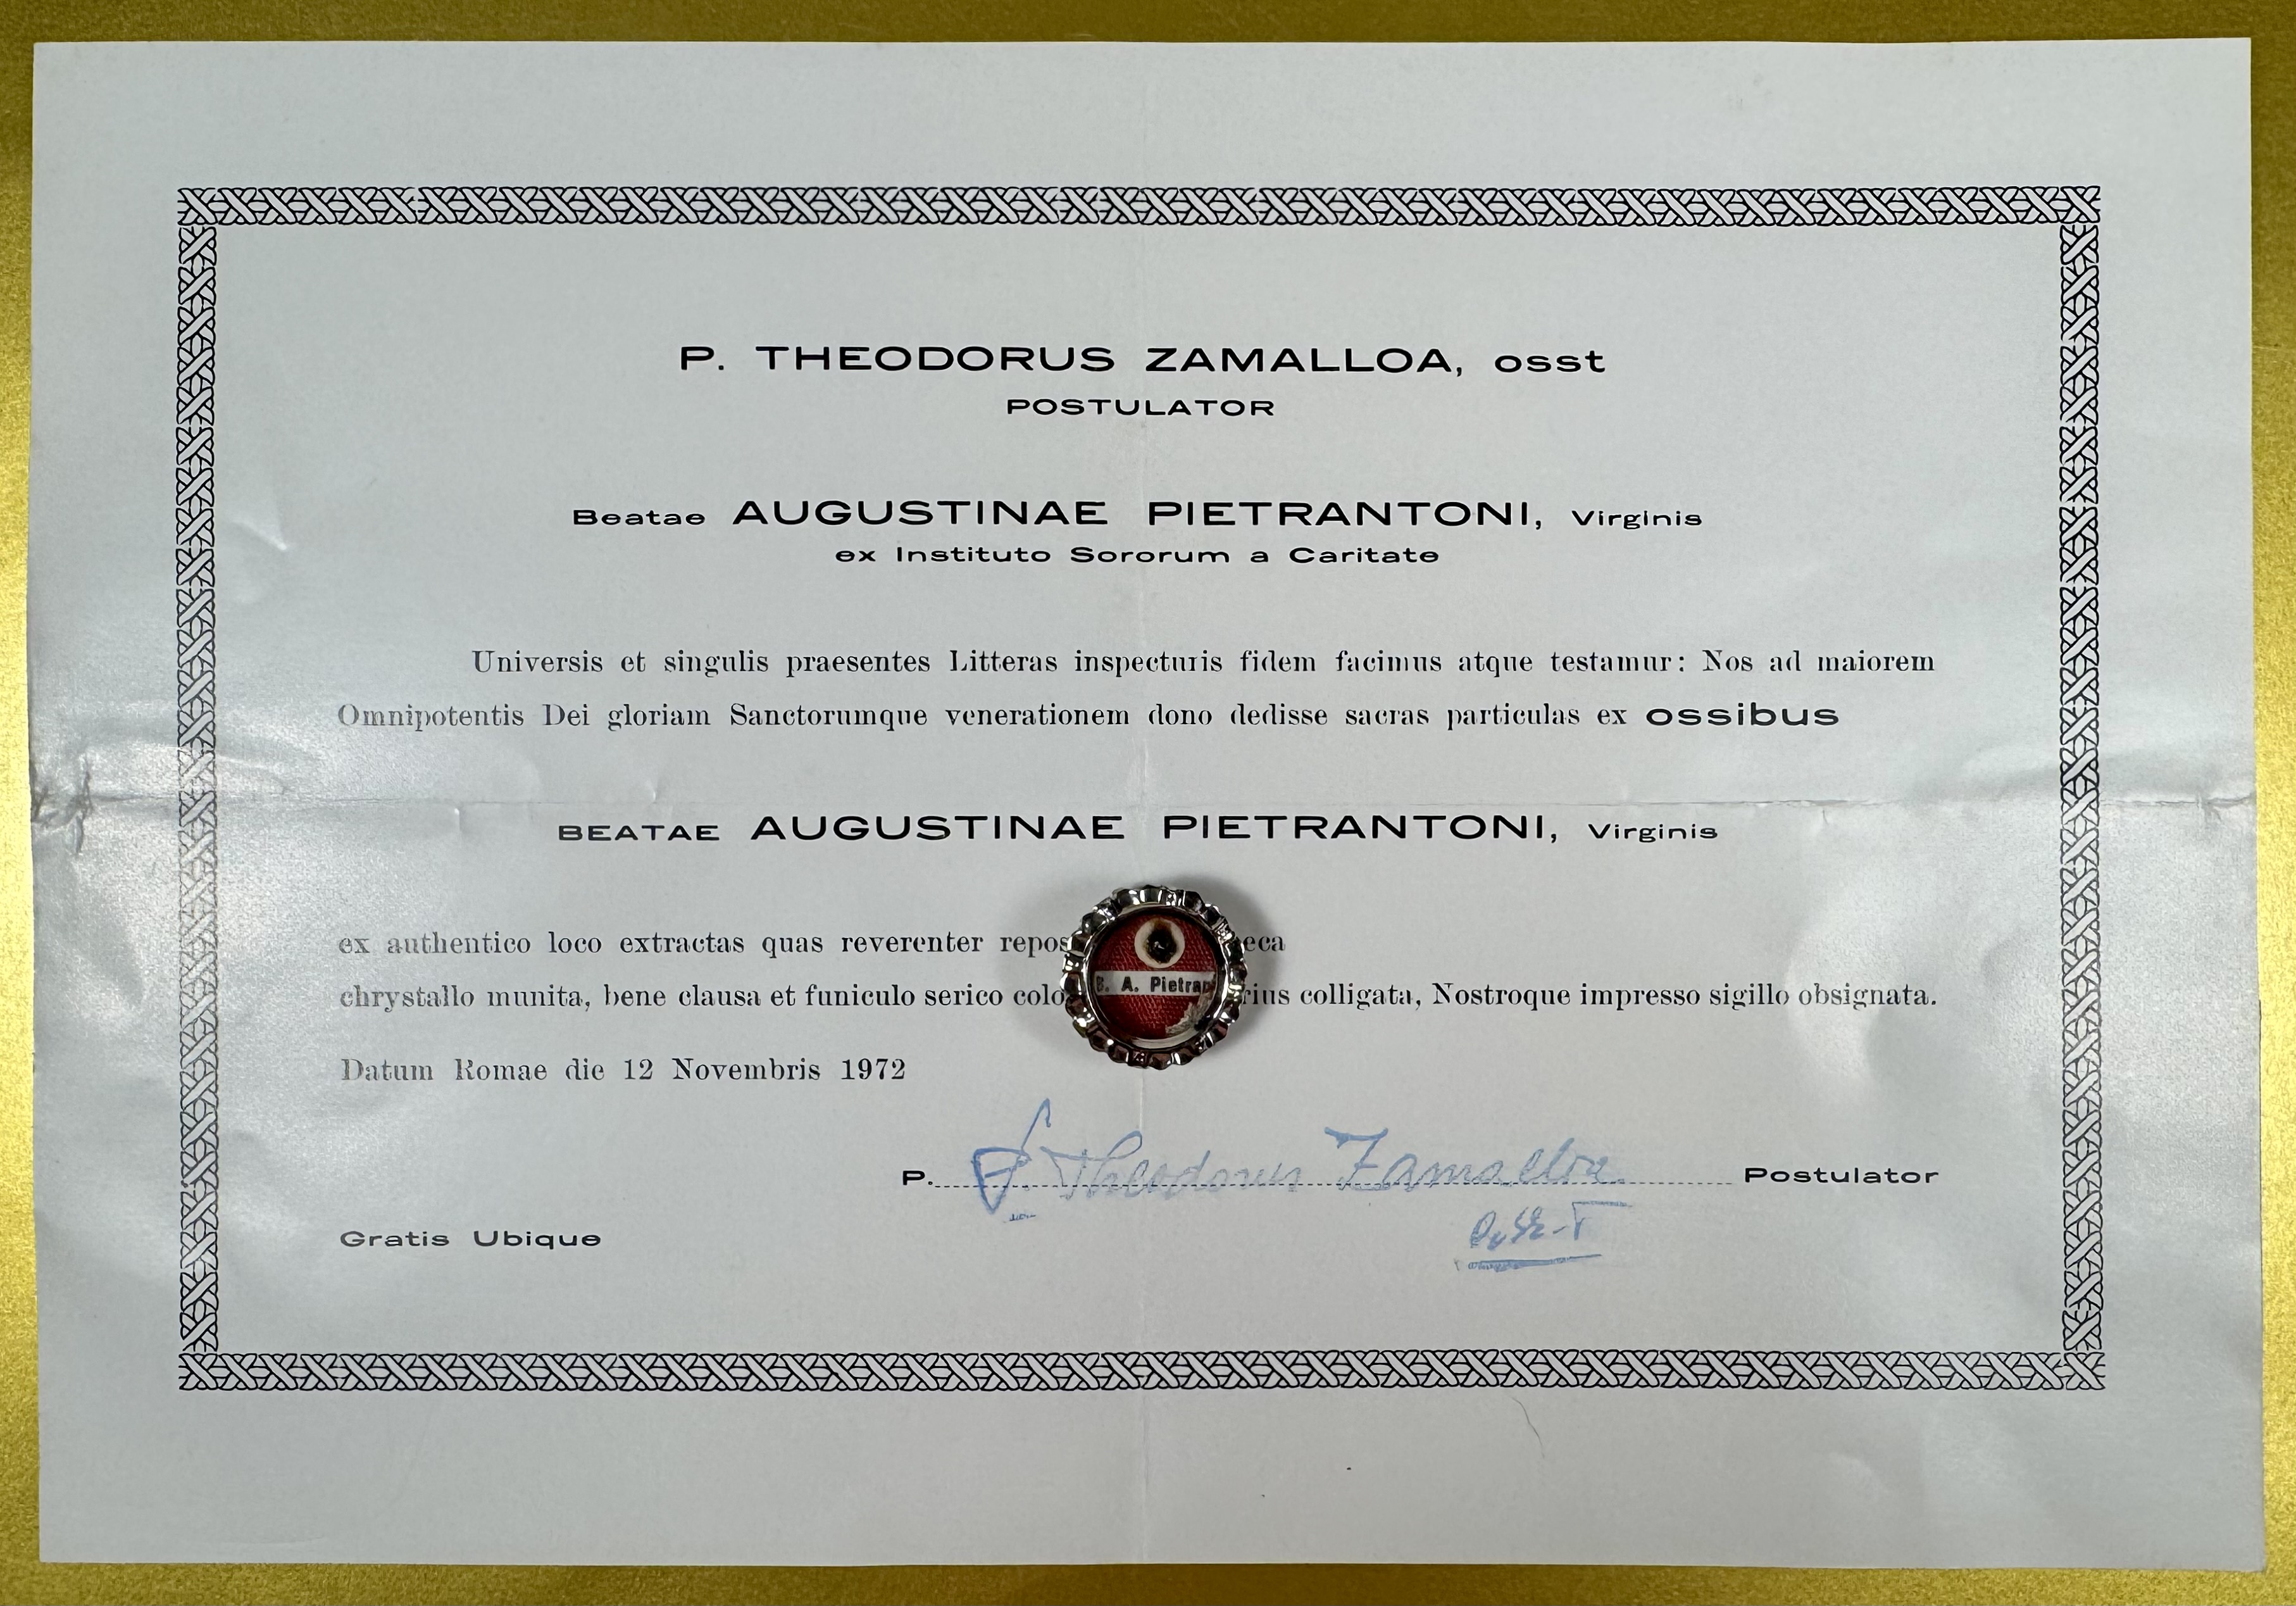 P. THEODORUS ZAMALLOA, osst
POSTULATOR
Beatae AUGUSTINAE PIETRANTONI, Virginis
ex Instituto Sororum a Caritate
Universis et singulis praesentes Litteras inspecturis fidem facimus atque testamur: Nos ad maiorem
Omnipotentis Dei gloriam Sanctorumque venerationem dono dedisse sacras particulas ex ossibus
BEATAE AUGUSTINAE PIETRANTONI, Virginis
ex authentico loco extractas quas reverenter repos eca
B. A. Pietrap
chrystallo munita, bene clausa et funiculo serico colo rius colligata, Nostroque impresso sigillo obsignata.
Datum Romae die 12 Novembris 1972
P. P. Theodorus Zamalloa Postulator
Gratis Ubique